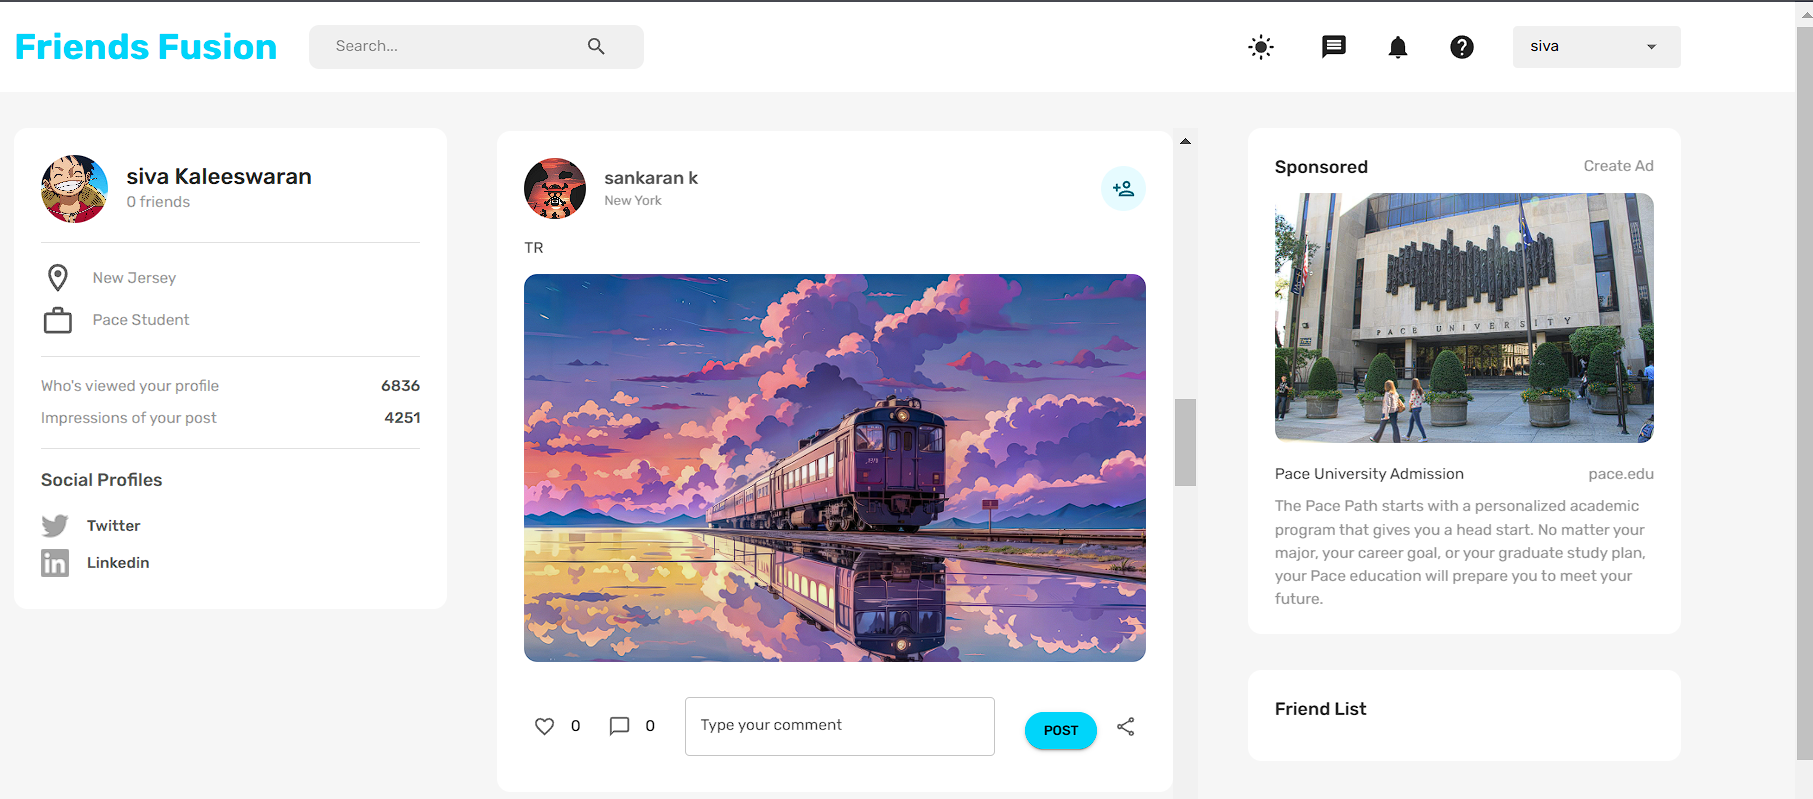 Friends Fusion
Search...
siva
siva Kaleeswaran
0 friends
New Jersey
Pace Student
Who's viewed your profile 6836
Impressions of your post 4251
Social Profiles
Twitter
Linkedin
sankaran k
New York
TR
0 0 Type your comment POST
Sponsored Create Ad
PACE UNIVERSITY
Pace University Admission pace.edu
The Pace Path starts with a personalized academic
program that gives you a head start. No matter your
major, your career goal, or your graduate study plan,
your Pace education will prepare you to meet your
future.
Friend List